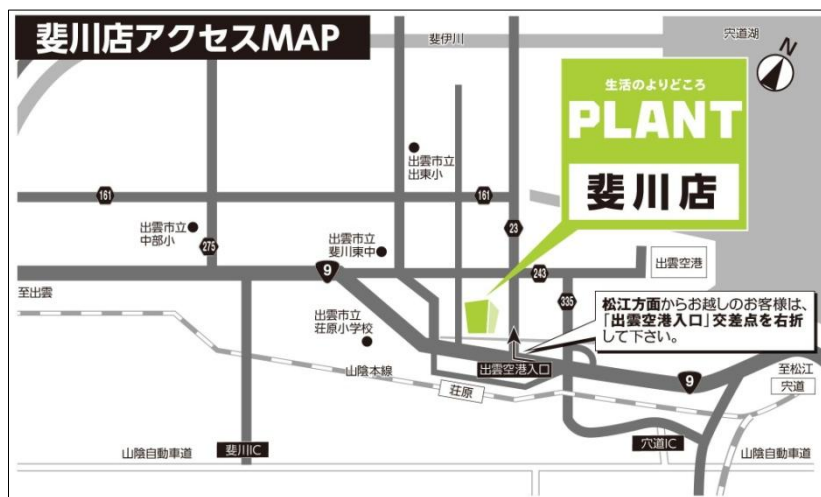 斐川店アクセスMAP
斐伊川
宍道湖
N
生活のよりどころ
PLANT
斐川店
出雲市立
出東小
161
161
出雲市立
中部小
275
23
出雲市立
斐川東中
9
243
出雲空港
至出雲
335
松江方面からお越しのお客様は、
「出雲空港入口」交差点を右折
して下さい。
出雲市立
荘原小学校
山陰本線
出雲空港入口
荘原
9
至松江
宍道
山陰自動車道
斐川IC
宍道IC
山陰自動車道